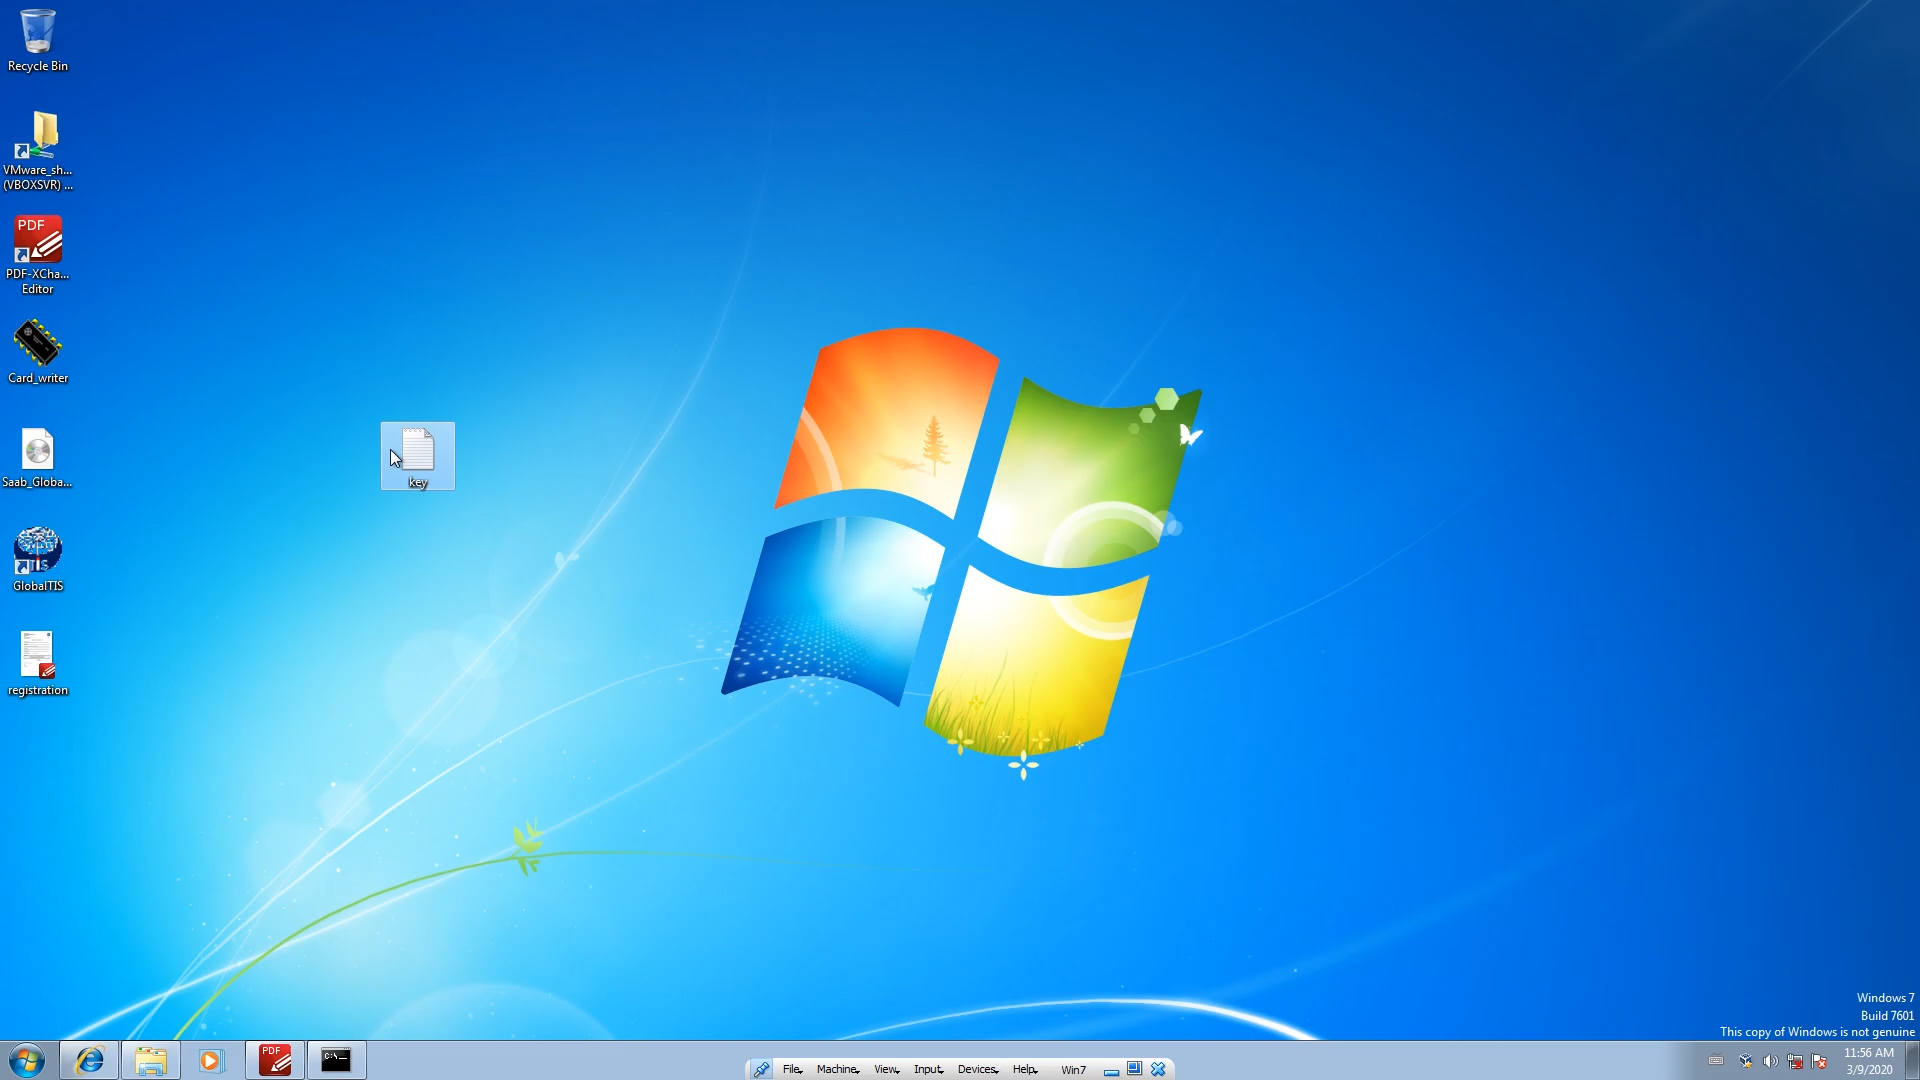 Recycle Bin
VMware_sh...
(VBOXSVR) ...
PDF
PDF-XCha...
Editor
Card_writer
Saab_Globa...
TIS
GlobalTIS
registration
key
PDF
C:\_
File
Machine
View
Input
Devices
Help
Win7
Windows 7
Build 7601
This copy of Windows is not genuine
11:56 AM
3/9/2020